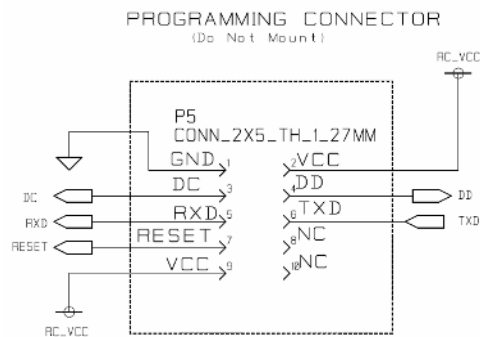 PROGRAMMING CONNECTOR
(Do Not Mount)
RC_VCC
P5
CONN_2X5_TH_1_27MM
GND 1 2 VCC
DC DC 3 4 DD DD
RXD RXD 5 6 TXD TXD
RESET RESET 7 8 NC
VCC 9 10 NC
RC_VCC